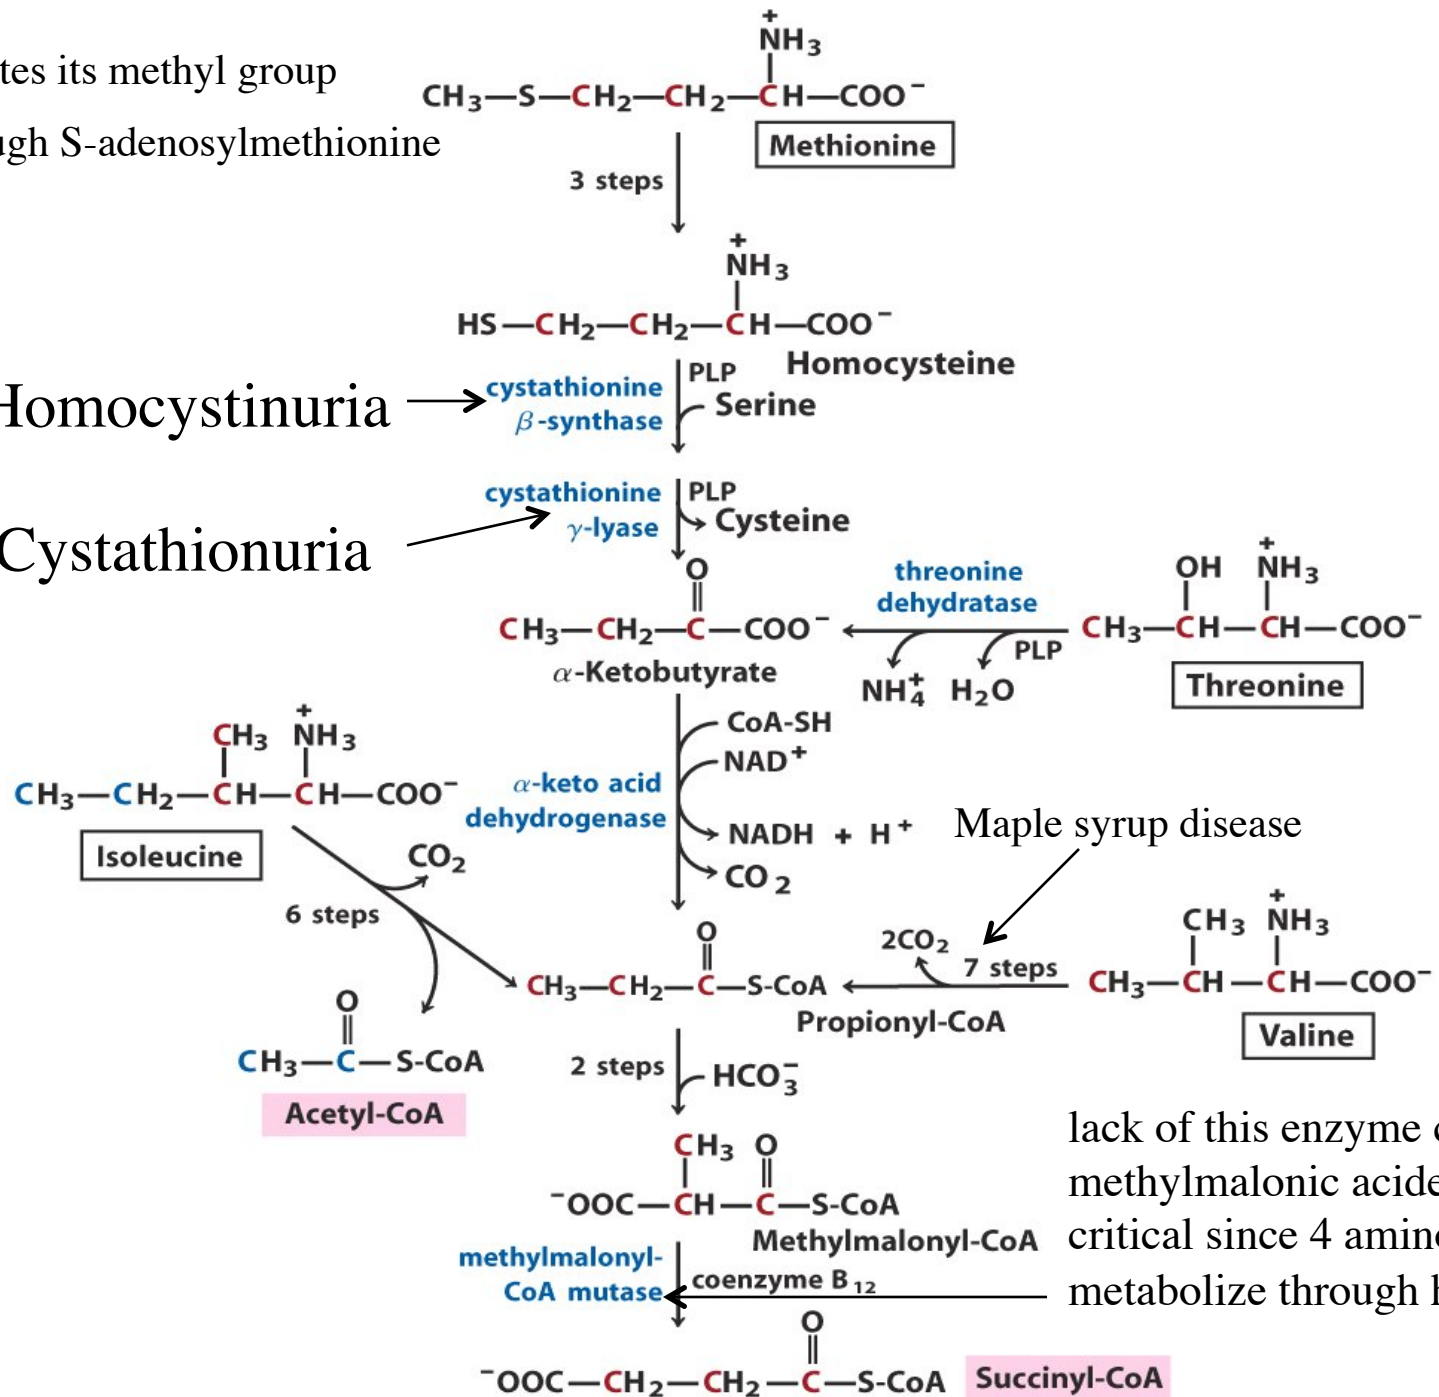 tes its methyl group
ugh S-adenosylmethionine
+
NH3
CH3—S—CH2—CH2—CH—COO−
Methionine
3 steps
+
NH3
HS—CH2—CH2—CH—COO−
Homocysteine
Homocystinuria
cystathionine
β-synthase
PLP
Serine
Cystathionuria
cystathionine
γ-lyase
PLP
Cysteine
O
CH3—CH2—C—COO−
α-Ketobutyrate
threonine
dehydratase
PLP
NH4+ H2O
OH +NH3
CH3—CH—CH—COO−
Threonine
CoA-SH
NAD+
α-keto acid
dehydrogenase
NADH + H+
CO2
CH3 +NH3
CH3—CH2—CH—CH—COO−
Isoleucine
CO2
6 steps
Maple syrup disease
2CO2
7 steps
CH3 +NH3
CH3—CH—CH—COO−
Valine
O
CH3—CH2—C—S-CoA
Propionyl-CoA
O
CH3—C—S-CoA
Acetyl-CoA
2 steps
HCO3−
CH3 O
−OOC—CH—C—S-CoA
Methylmalonyl-CoA
lack of this enzyme
methylmalonic acide
critical since 4 amino
metabolize through
methylmalonyl-
CoA mutase
coenzyme B12
O
−OOC—CH2—CH2—C—S-CoA
Succinyl-CoA